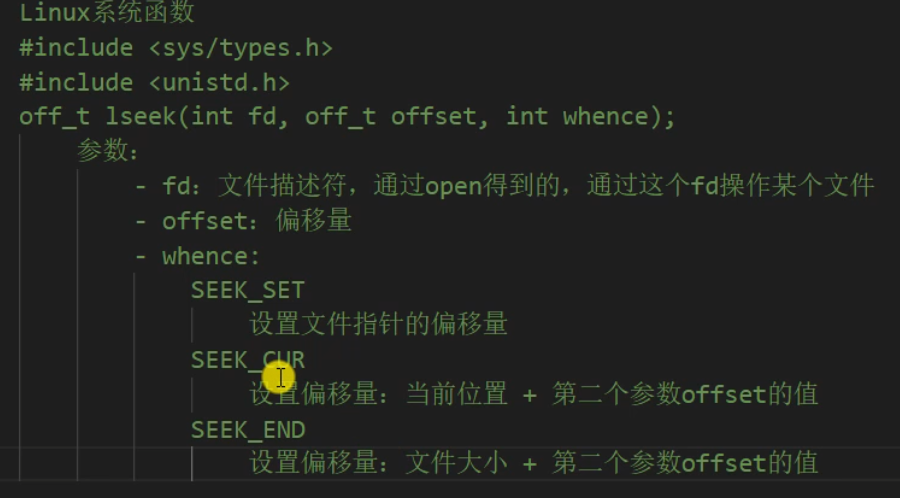 Linux系统函数
#include <sys/types.h>
#include <unistd.h>
off_t lseek(int fd, off_t offset, int whence);
参数：
- fd：文件描述符，通过open得到的，通过这个fd操作某个文件
- offset：偏移量
- whence:
SEEK_SET
设置文件指针的偏移量
SEEK_CUR
设置偏移量：当前位置 + 第二个参数offset的值
SEEK_END
设置偏移量：文件大小 + 第二个参数offset的值